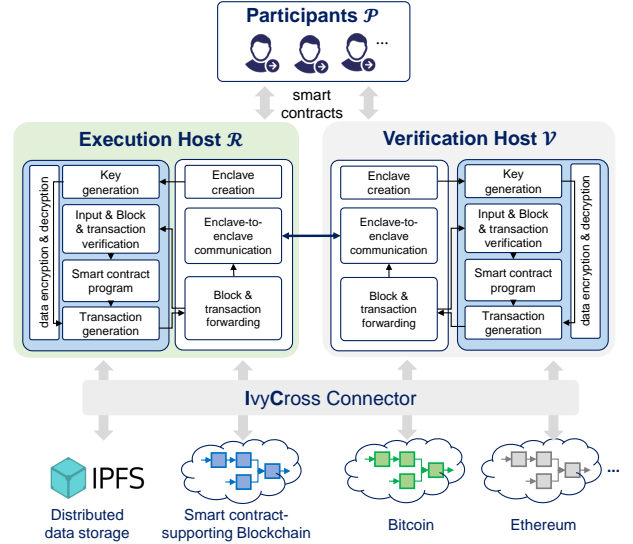 Participants 𝒫
...
smart
contracts
Execution Host ℛ
data encryption & decryption
Key
generation
Input & Block
& transaction
verification
Smart contract
program
Transaction
generation
Enclave
creation
Enclave-to-
enclave
communication
Block &
transaction
forwarding
Verification Host 𝒱
Enclave
creation
Enclave-to-
enclave
communication
Block &
transaction
forwarding
Key
generation
Input & Block
& transaction
verification
Smart contract
program
Transaction
generation
data encryption & decryption
IvyCross Connector
IPFS
...
Distributed
data storage
Smart contract-
supporting Blockchain
Bitcoin
Ethereum